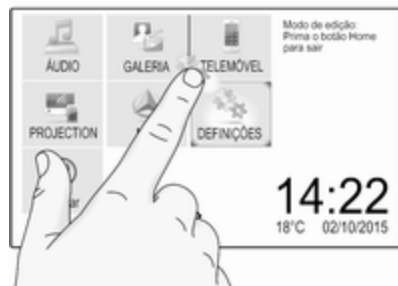 ÁUDIO
GALERIA
TELEMÓVEL
Modo de edição:
Prima o botão Home
para sair
PROJECTION
DEFINIÇÕES
14:22
18°C 02/10/2015